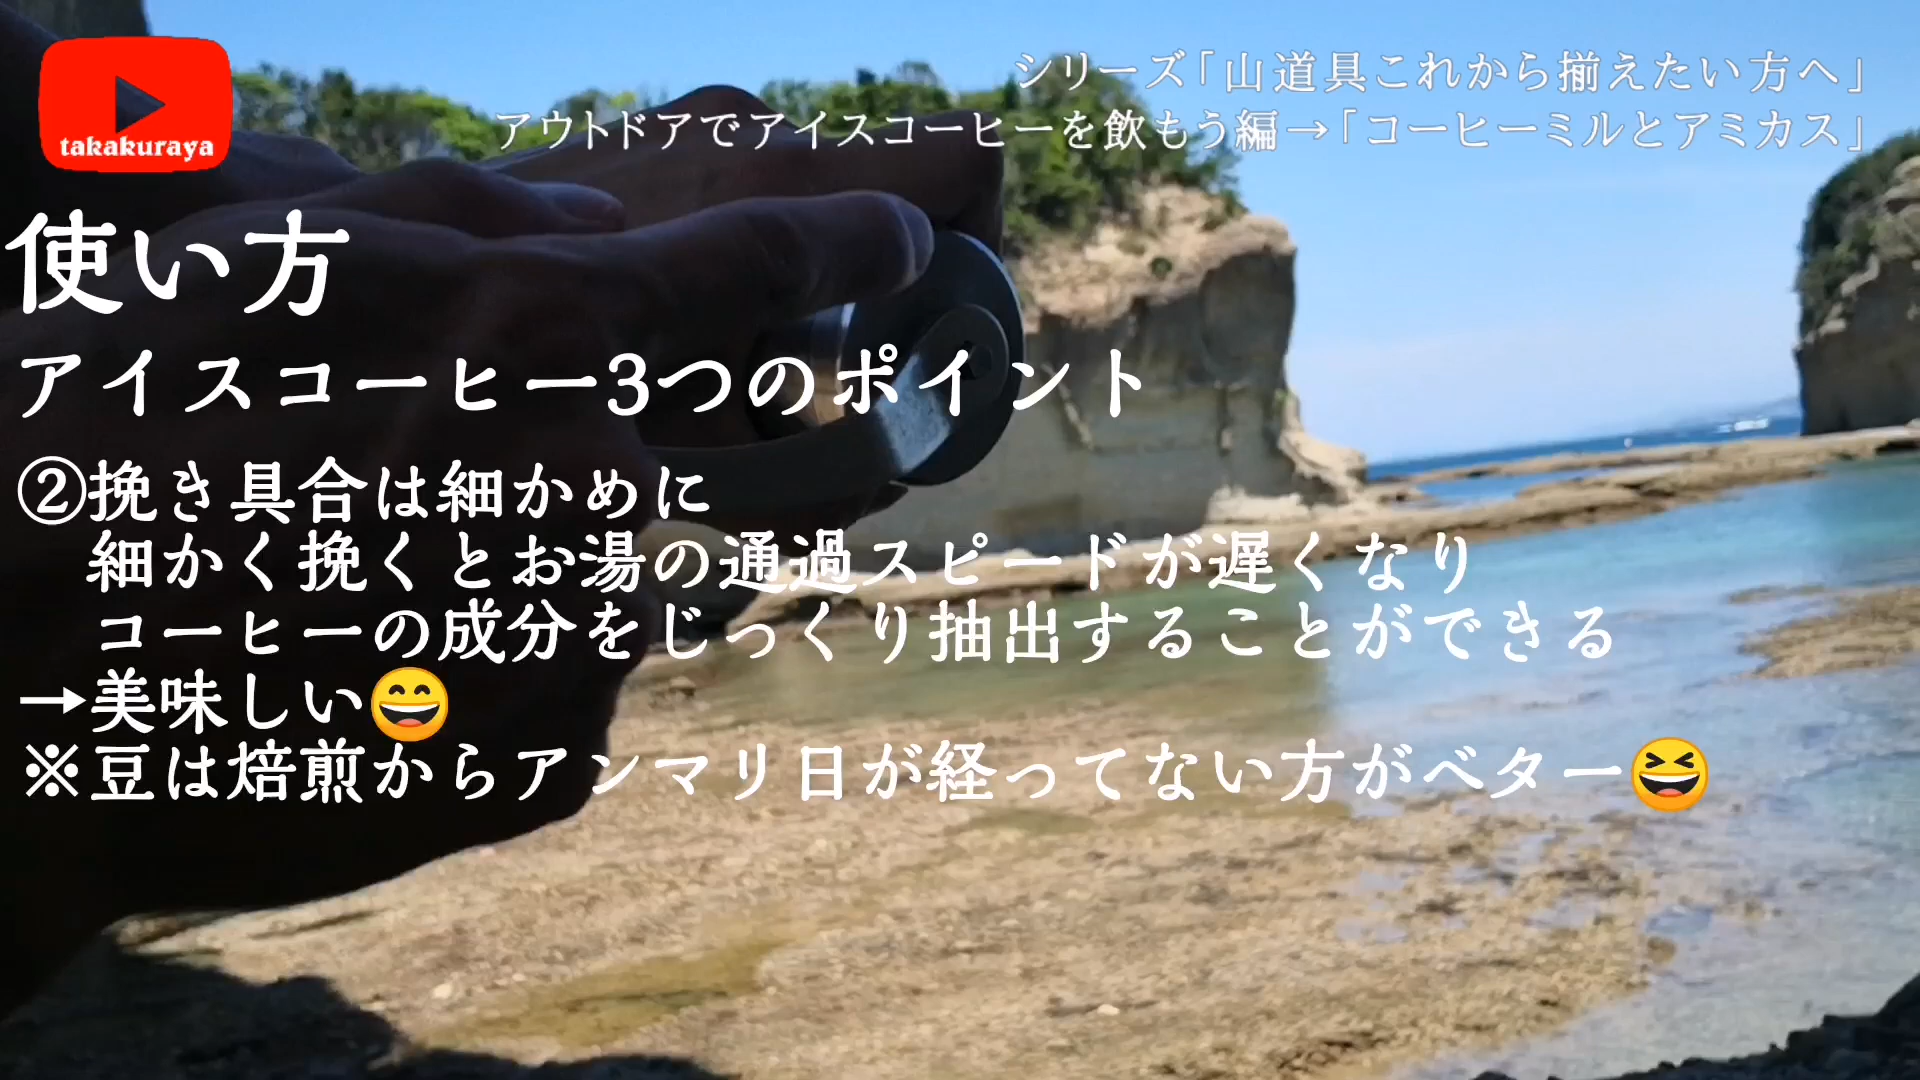 takakuraya
シリーズ「山道具これから揃えたい方へ」
アウトドアでアイスコーヒーを飲もう編→「コーヒーミルとアミカス」
使い方
アイスコーヒー3つのポイント
②挽き具合は細かめに
細かく挽くとお湯の通過スピードが遅くなり
コーヒーの成分をじっくり抽出することができる
→美味しい😄
※豆は焙煎からアンマリ日が経ってない方がベター😆